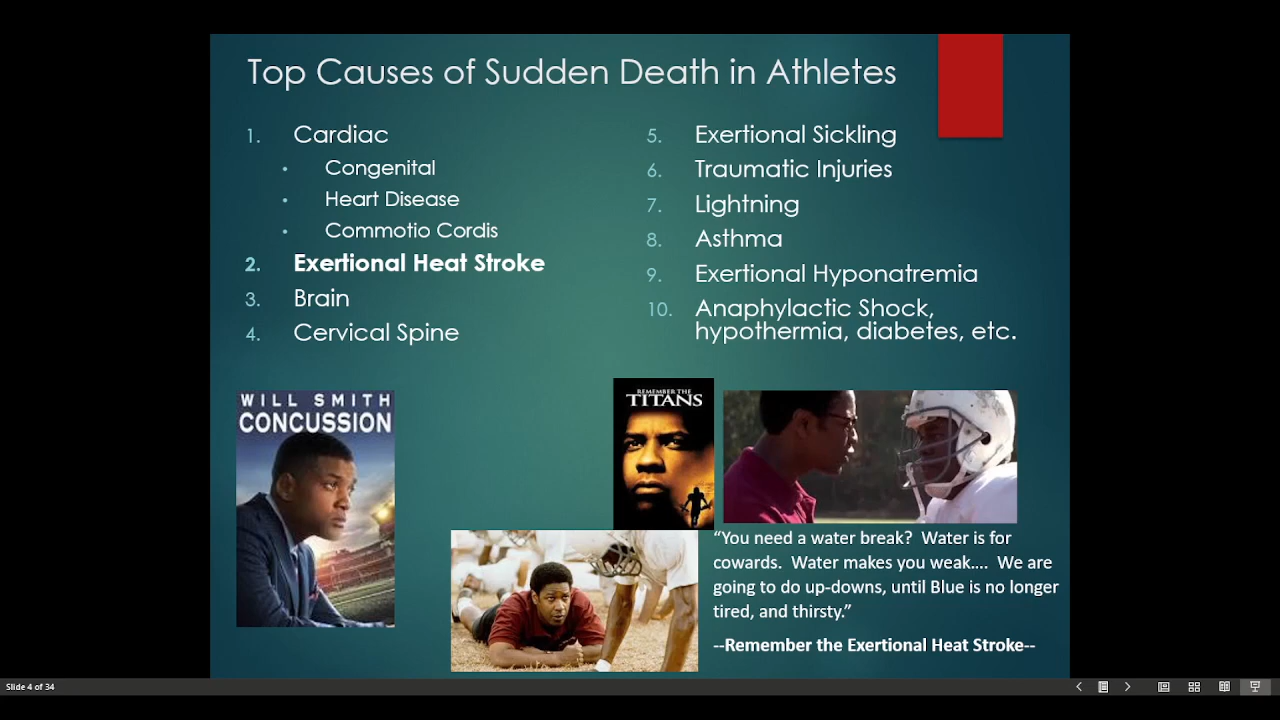 Top Causes of Sudden Death in Athletes
1. Cardiac
• Congenital
• Heart Disease
• Commotio Cordis
2. Exertional Heat Stroke
3. Brain
4. Cervical Spine
5. Exertional Sickling
6. Traumatic Injuries
7. Lightning
8. Asthma
9. Exertional Hyponatremia
10. Anaphylactic Shock,
hypothermia, diabetes, etc.
WILL SMITH
CONCUSSION
REMEMBER THE
TITANS
“You need a water break? Water is for
cowards. Water makes you weak.... We are
going to do up-downs, until Blue is no longer
tired, and thirsty.”
--Remember the Exertional Heat Stroke--
Slide 4 of 34